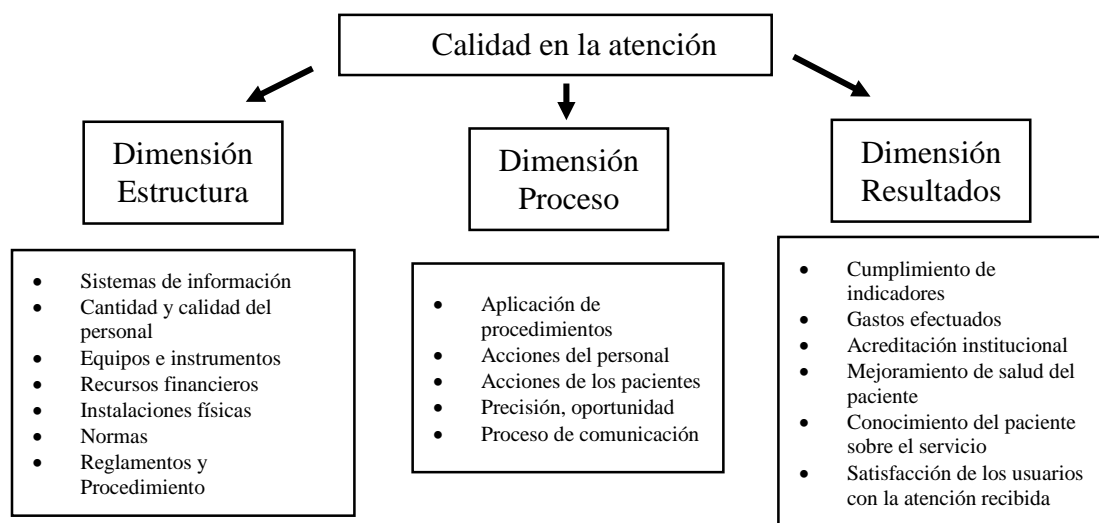 Calidad en la atención
Dimensión
Estructura
Dimensión
Proceso
Dimensión
Resultados
• Sistemas de información
• Cantidad y calidad del
personal
• Equipos e instrumentos
• Recursos financieros
• Instalaciones físicas
• Normas
• Reglamentos y
Procedimiento
• Aplicación de
procedimientos
• Acciones del personal
• Acciones de los pacientes
• Precisión, oportunidad
• Proceso de comunicación
• Cumplimiento de
indicadores
• Gastos efectuados
• Acreditación institucional
• Mejoramiento de salud del
paciente
• Conocimiento del paciente
sobre el servicio
• Satisfacción de los usuarios
con la atención recibida